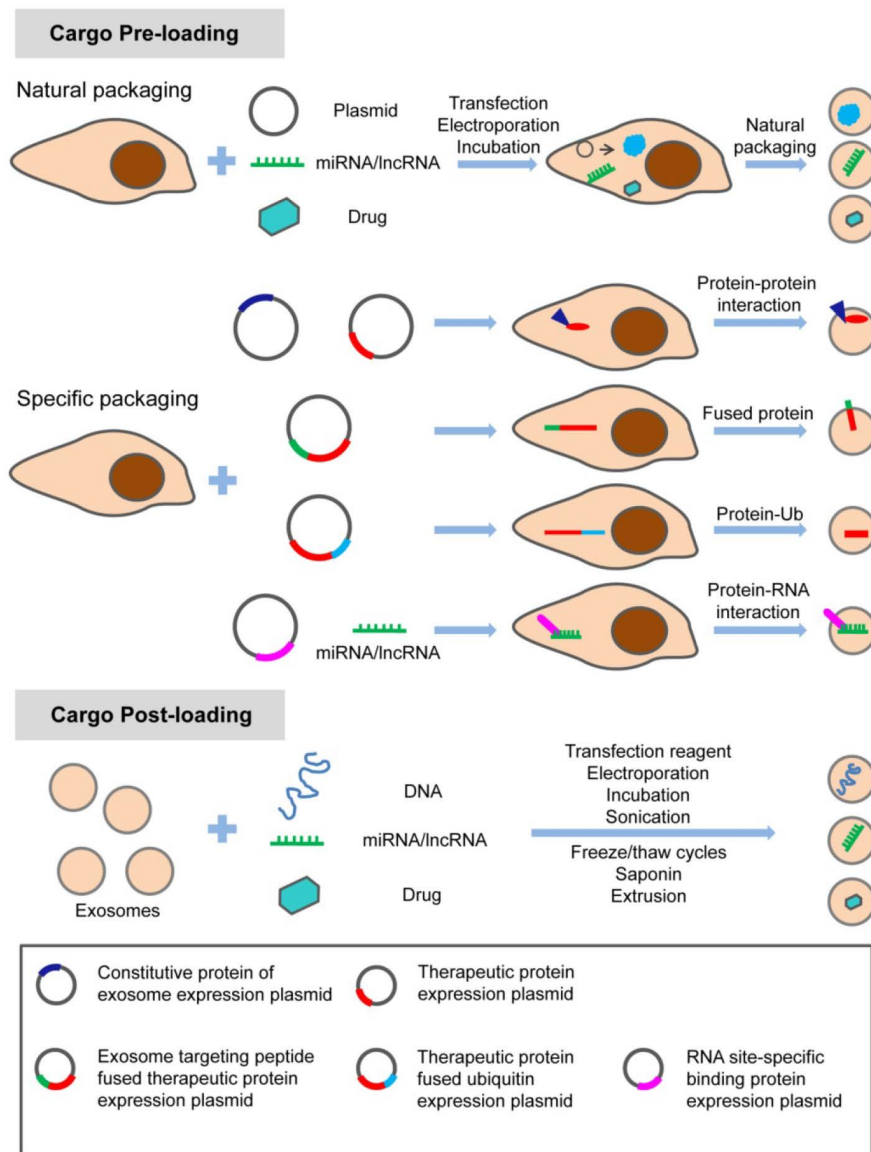 Cargo Pre-loading
Natural packaging
Plasmid
miRNA/lncRNA
Drug
Transfection
Electroporation
Incubation
Natural
packaging
Protein-protein
interaction
Specific packaging
Fused protein
Protein-Ub
miRNA/lncRNA
Protein-RNA
interaction
Cargo Post-loading
Exosomes
DNA
miRNA/lncRNA
Drug
Transfection reagent
Electroporation
Incubation
Sonication
Freeze/thaw cycles
Saponin
Extrusion
Constitutive protein of
exosome expression plasmid
Therapeutic protein
expression plasmid
Exosome targeting peptide
fused therapeutic protein
expression plasmid
Therapeutic protein
fused ubiquitin
expression plasmid
RNA site-specific
binding protein
expression plasmid